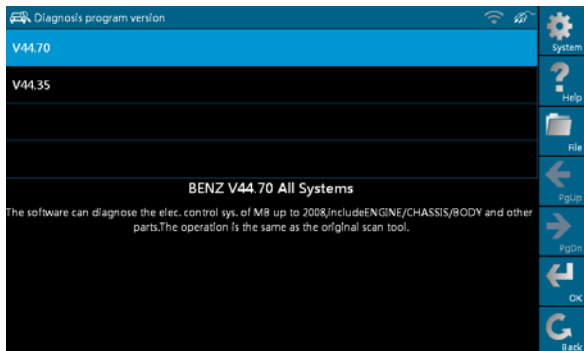 Diagnosis program version
V44.70
V44.35
BENZ V44.70 All Systems
The software can diagnose the elec. control sys. of MB up to 2008,includeENGINE/CHASSIS/BODY and other
parts.The operation is the same as the original scan tool.
System
Help
File
PgUp
PgDn
OK
Back